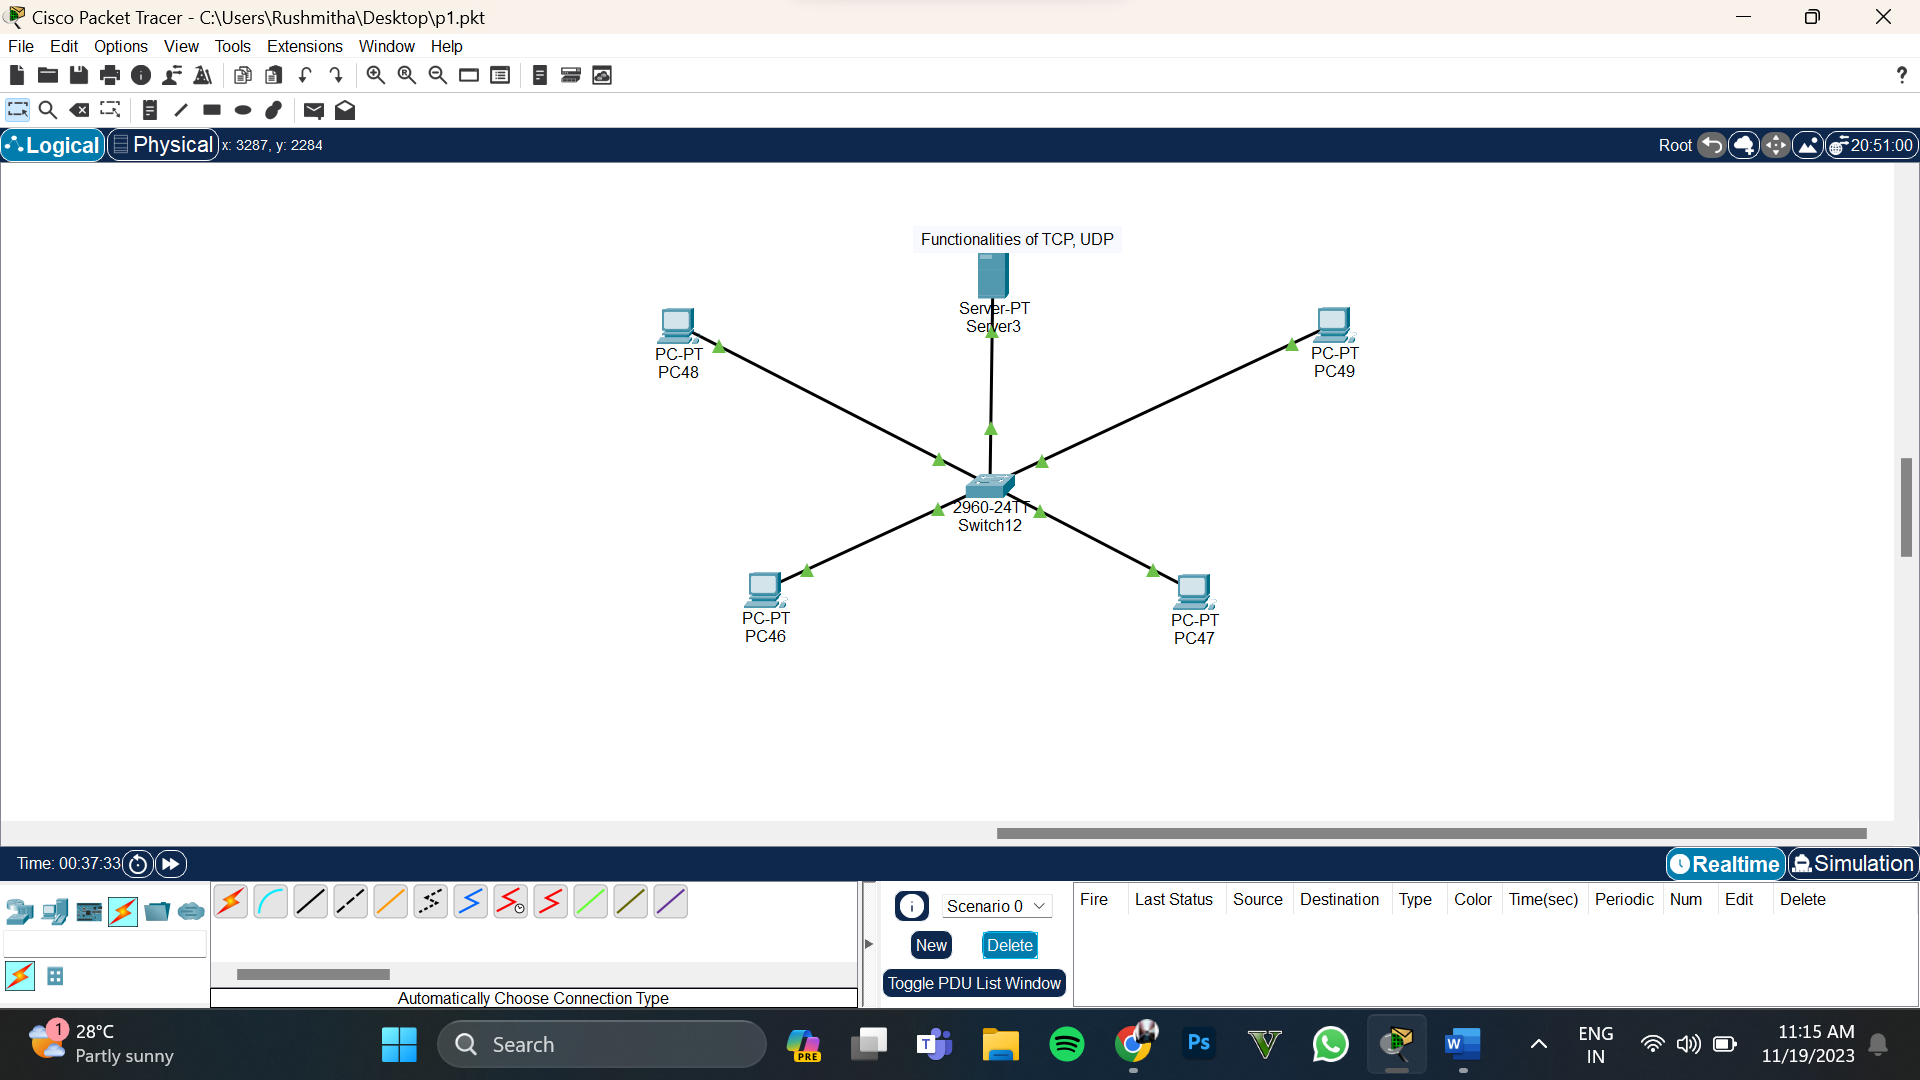 Cisco Packet Tracer - C:\Users\Rushmitha\Desktop\p1.pkt
File Edit Options View Tools Extensions Window Help
?
Logical Physical x: 3287, y: 2284 Root 20:51:00
Functionalities of TCP, UDP
Server-PT
Server3
PC-PT
PC48
PC-PT
PC49
2960-24TT
Switch12
PC-PT
PC46
PC-PT
PC47
Time: 00:37:33 Realtime Simulation
Scenario 0
New Delete
Toggle PDU List Window
Fire Last Status Source Destination Type Color Time(sec) Periodic Num Edit Delete
Automatically Choose Connection Type
1
28°C
Partly sunny
Search
PRE
T
Ps
V
W
ENG
IN
11:15 AM
11/19/2023